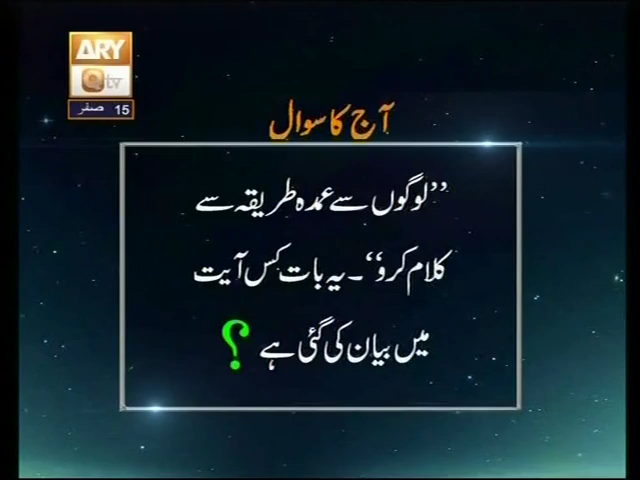 ARY
Qtv
15 صفر
آج کا سوال
’’لوگوں سے عمدہ طریقہ سے
کلام کرو‘‘۔ یہ بات کس آیت
میں بیان کی گئی ہے ؟